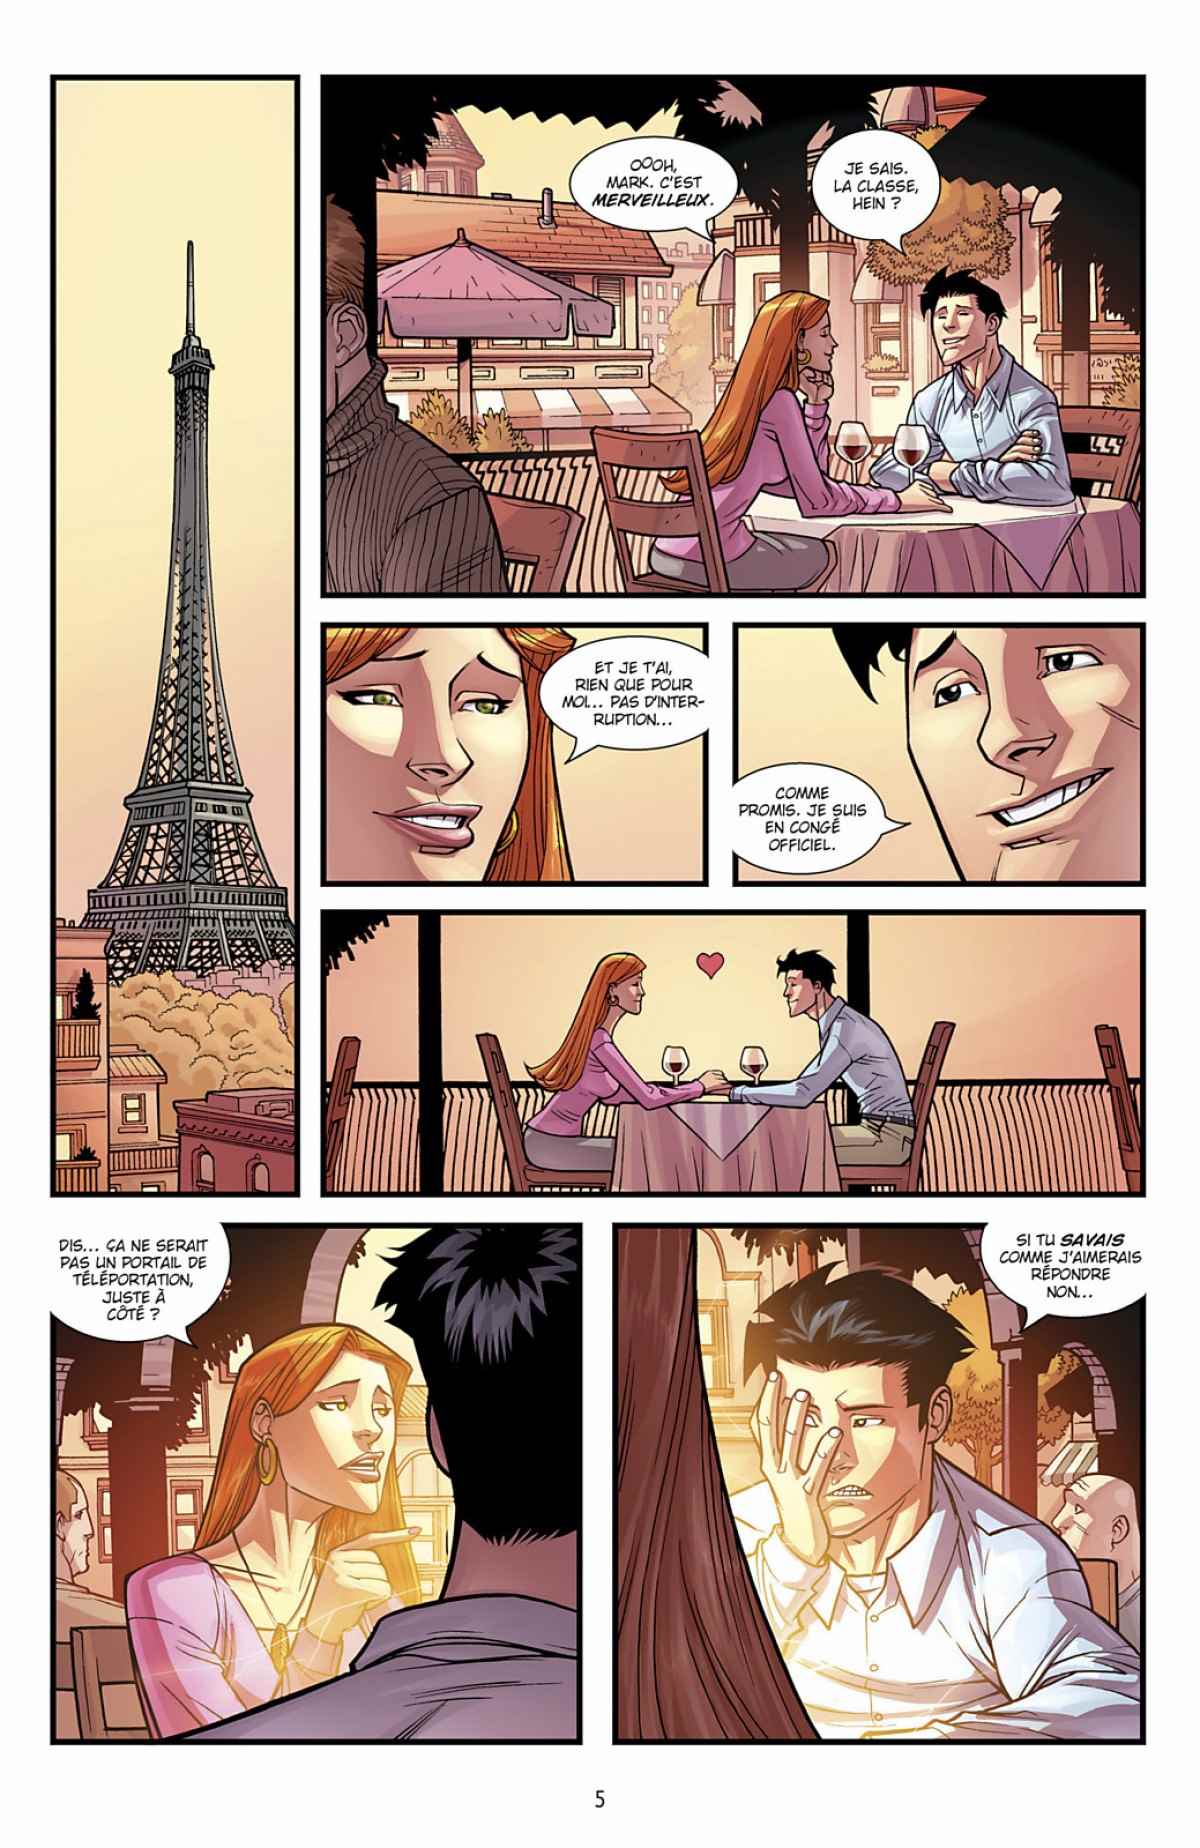 OOOH,
MARK. C'EST
MERVEILLEUX.
JE SAIS.
LA CLASSE,
HEIN ?
ET JE T'AI,
RIEN QUE POUR
MOI... PAS D'INTER-
RUPTION...
COMME
PROMIS. JE SUIS
EN CONGÉ
OFFICIEL.
DIS... ÇA NE SERAIT
PAS UN PORTAIL DE
TÉLÉPORTATION,
JUSTE À
CÔTÉ ?
SI TU SAVAIS
COMME J'AIMERAIS
RÉPONDRE
NON...
5